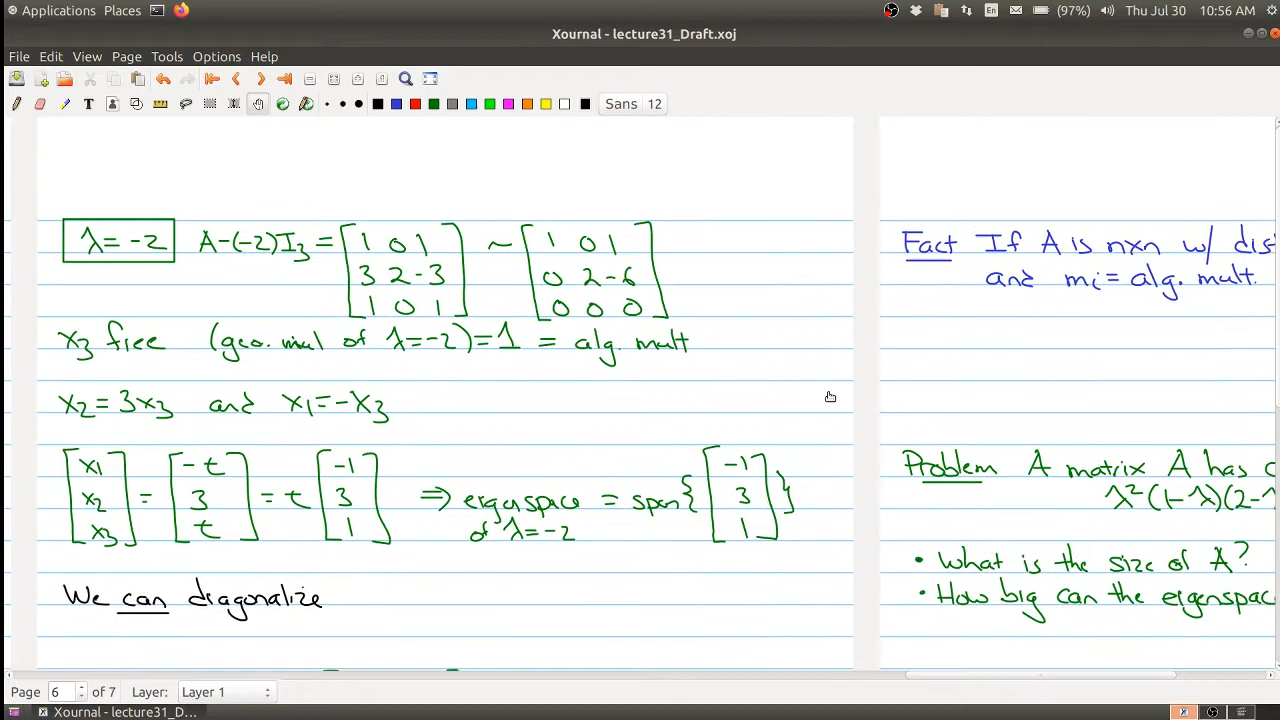 Applications Places En (97%) Thu Jul 30 10:56 AM
Xournal - lecture31_Draft.xoj
File Edit View Page Tools Options Help
Sans 12
λ = -2 A-(-2)I₃ = [1 0 1 ~ [1 0 1
3 2 -3 0 2 -6
1 0 1] 0 0 0]
x₃ free (geo. mul of λ=-2)=1 = alg. mult
x₂ = 3x₃ and x₁ = -x₃
[x₁ [-t [-1 [-1
x₂ = 3 = t 3 ⇒ eigenspace = span{ 3 }
x₃] t] 1] of λ=-2 1]
We can diagonalize
Fact If A is nxn w/ dis
and mᵢ = alg. mult.
Problem A matrix A has c
λ²(1-λ)(2-λ
• What is the size of A?
• How big can the eigenspac
Page 6 of 7 Layer: Layer 1
Xournal - lecture31_D...